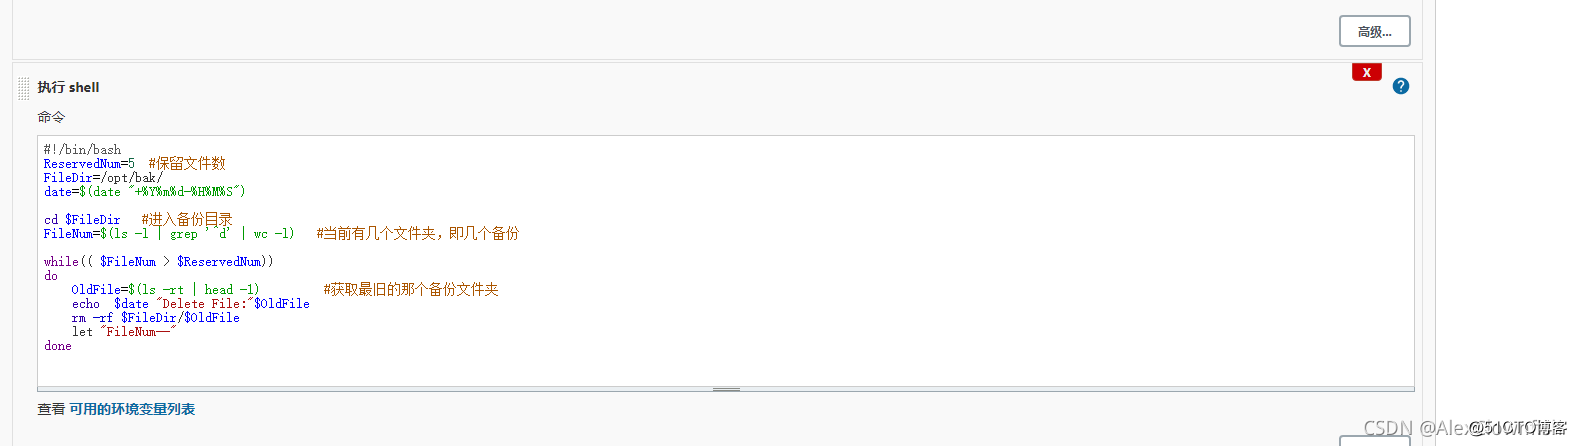 高级...
X
执行 shell
?
命令
#!/bin/bash
ReservedNum=5  #保留文件数
FileDir=/opt/bak/
date=$(date "+%Y%m%d-%H%M%S")
cd $FileDir   #进入备份目录
FileNum=$(ls -l | grep '^d' | wc -l)   #当前有几个文件夹，即几个备份
while(( $FileNum > $ReservedNum))
do
    OldFile=$(ls -rt | head -1)         #获取最旧的那个备份文件夹
    echo  $date "Delete File:"$OldFile
    rm -rf $FileDir/$OldFile
    let "FileNum--"
done
查看 可用的环境变量列表
CSDN @Alex
@51CTO博客